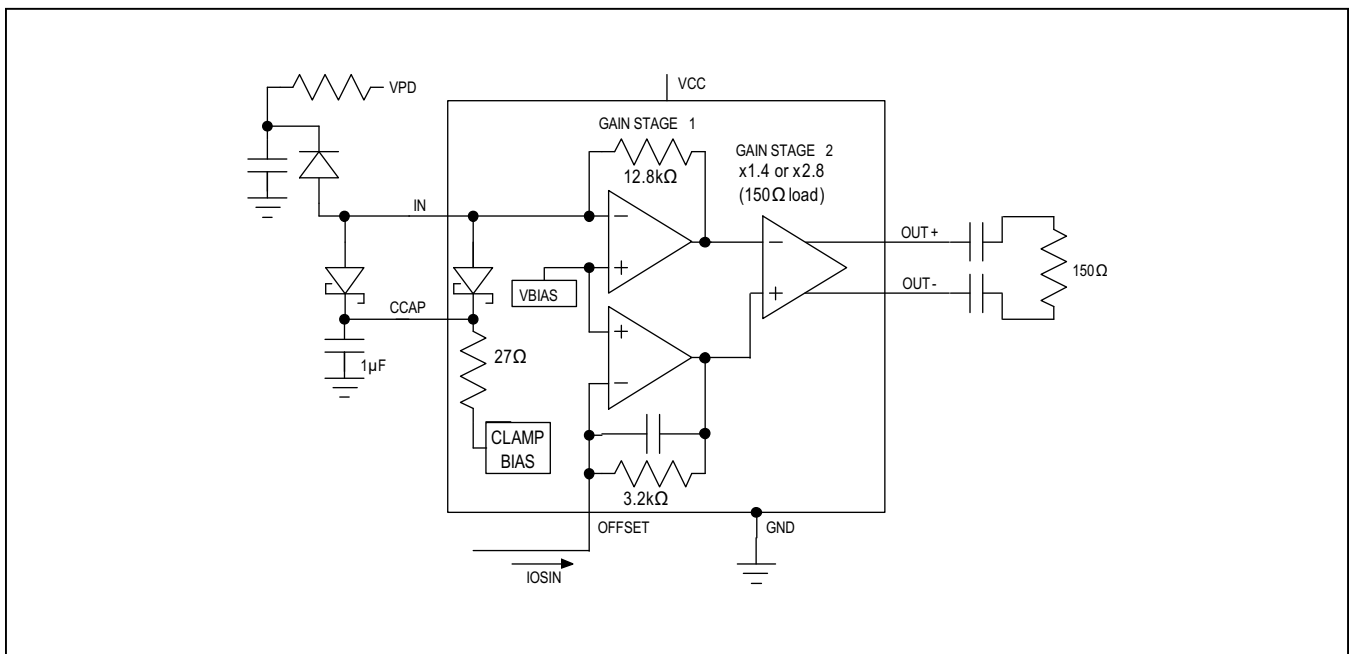 VPD
VCC
GAIN STAGE 1
12.8kΩ
GAIN STAGE 2
x1.4 or x2.8
(150Ω load)
IN
OUT+
OUT-
150Ω
VBIAS
CCAP
1µF
27Ω
CLAMP
BIAS
3.2kΩ
OFFSET
GND
IOSIN